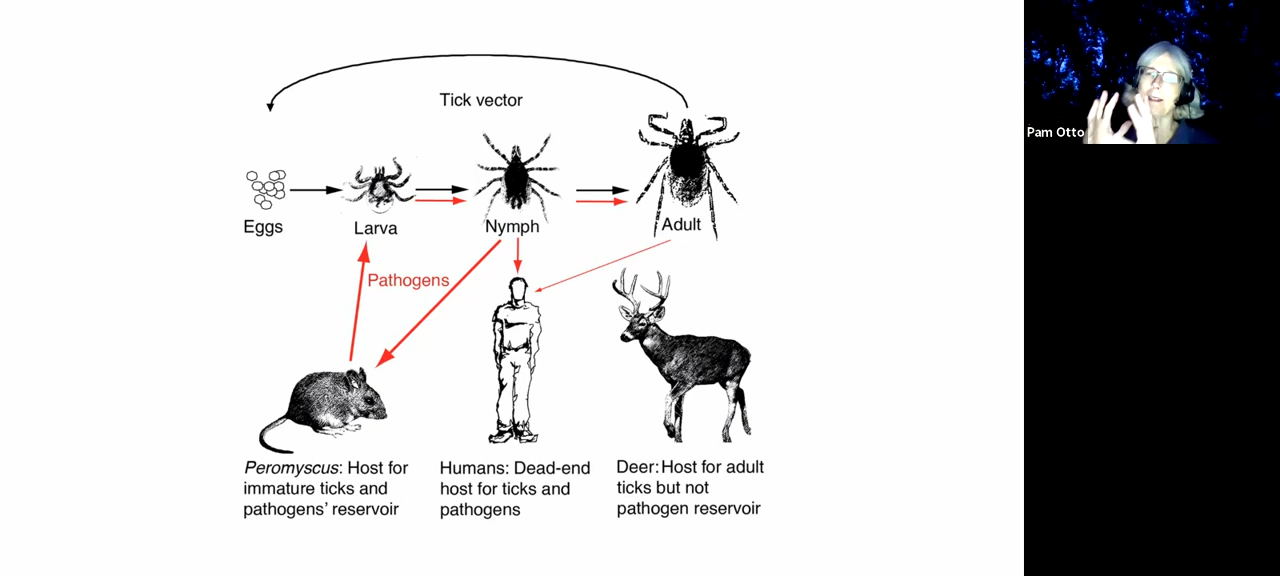 Tick vector
Eggs
Larva
Nymph
Adult
Pathogens
Peromyscus: Host for
immature ticks and
pathogens’ reservoir
Humans: Dead-end
host for ticks and
pathogens
Deer: Host for adult
ticks but not
pathogen reservoir
Pam Otto